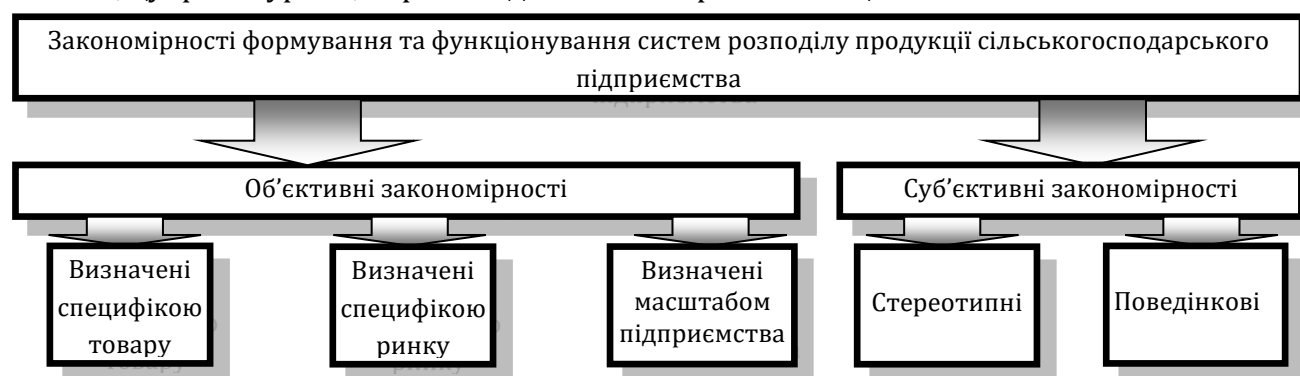 Закономірності формування та функціонування систем розподілу продукції сільськогосподарського
підприємства
Об’єктивні закономірності
Суб’єктивні закономірності
Визначені
специфікою
товару
Визначені
специфікою
ринку
Визначені
масштабом
підприємства
Стереотипні
Поведінкові